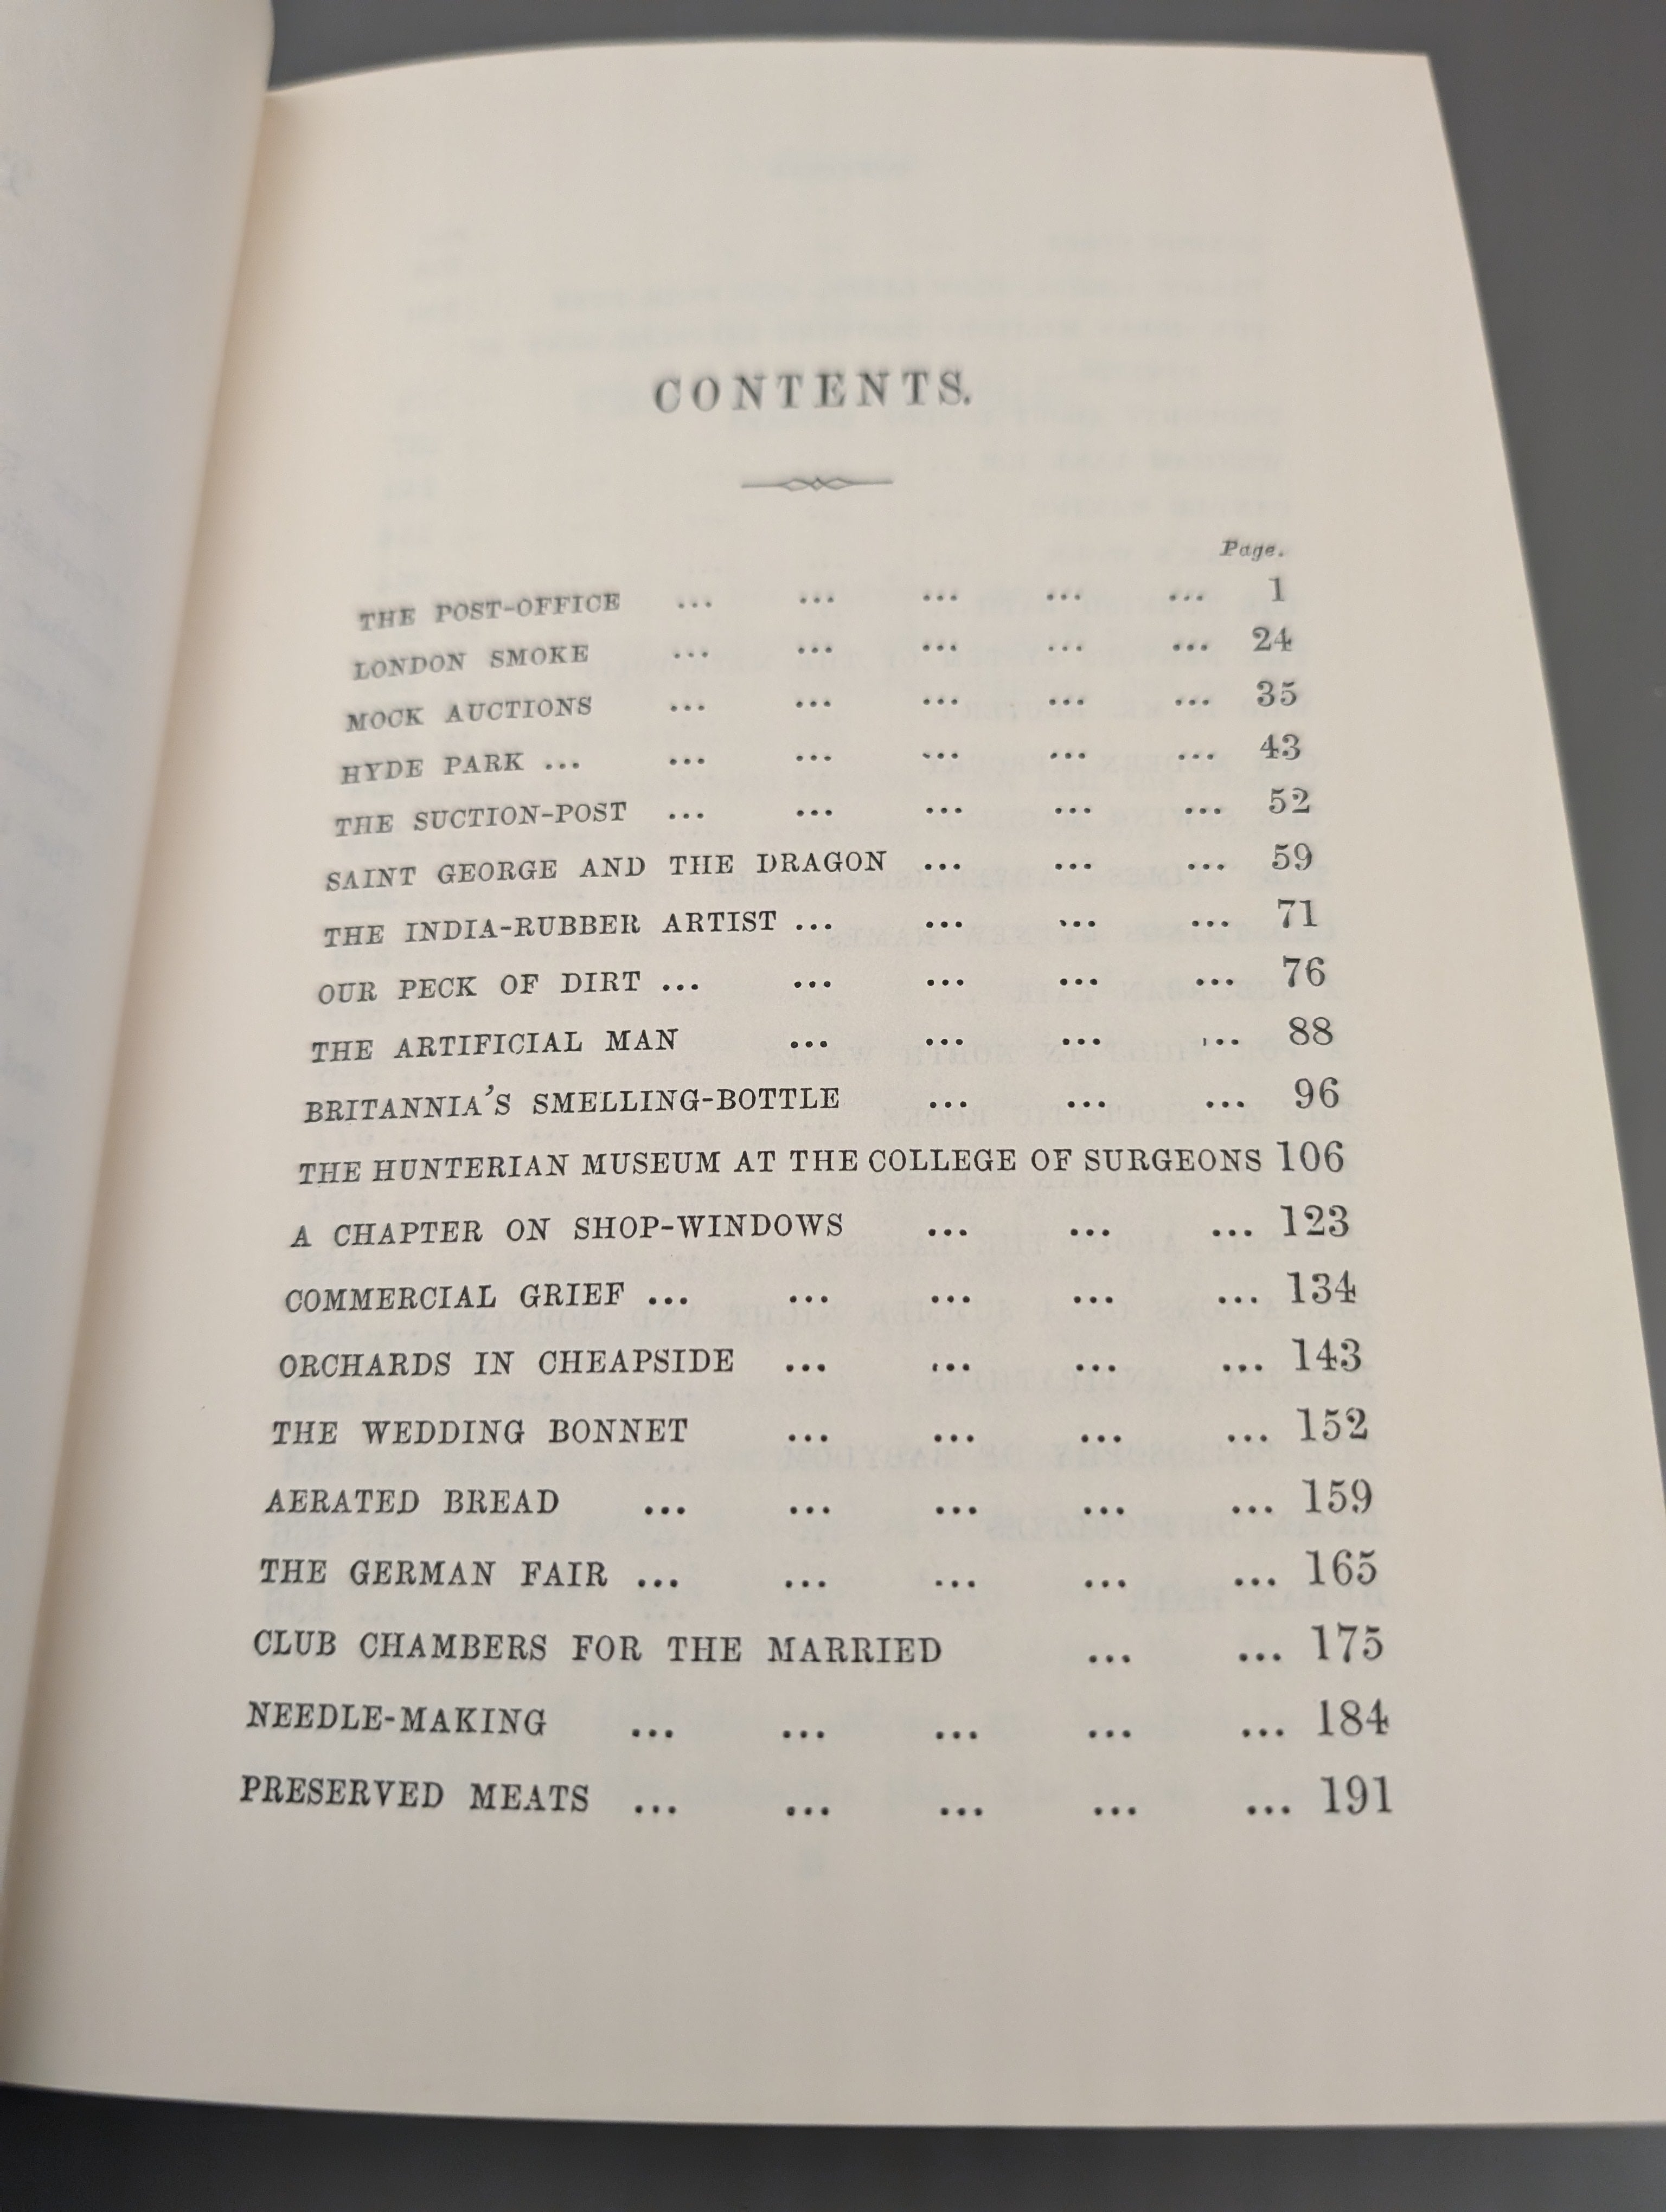 CONTENTS.
Page.
THE POST-OFFICE ... ... ... ... ... 1
LONDON SMOKE ... ... ... ... ... 24
MOCK AUCTIONS ... ... ... ... ... 35
HYDE PARK ... ... ... ... ... ... 43
THE SUCTION-POST ... ... ... ... ... 52
SAINT GEORGE AND THE DRAGON ... ... ... 59
THE INDIA-RUBBER ARTIST ... ... ... ... 71
OUR PECK OF DIRT ... ... ... ... ... 76
THE ARTIFICIAL MAN ... ... ... ... 88
BRITANNIA'S SMELLING-BOTTLE ... ... ... 96
THE HUNTERIAN MUSEUM AT THE COLLEGE OF SURGEONS 106
A CHAPTER ON SHOP-WINDOWS ... ... ... 123
COMMERCIAL GRIEF ... ... ... ... ... 134
ORCHARDS IN CHEAPSIDE ... ... ... ... 143
THE WEDDING BONNET ... ... ... ... 152
AERATED BREAD ... ... ... ... ... 159
THE GERMAN FAIR ... ... ... ... ... 165
CLUB CHAMBERS FOR THE MARRIED ... ... 175
NEEDLE-MAKING ... ... ... ... ... 184
PRESERVED MEATS ... ... ... ... ... 191